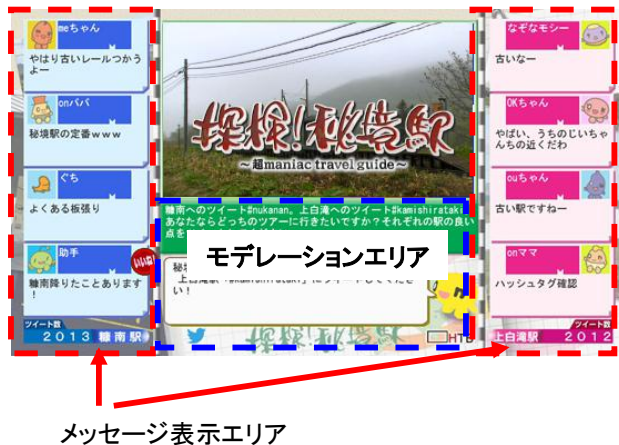 meちゃん
やはり古いレールつかう
よー
onパパ
秘境駅の定番www
ぐち
よくある板張り
助手
いいね!
糠南降りたことあります
!
ツイート数
2013 糠南駅
探検!秘境駅
~超maniac travel guide~
糠南へのツイート#nukanan。上白滝へのツイート#kamishirataki
あなたならどっちのツアーに行きたいですか?それぞれの駅の良い
点を
モデレーションエリア
い!
HTB
なぞなモシー
古いなー
OKちゃん
やばい、うちのじいちゃ
んちの近くだわ
ouちゃん
古い駅ですねー
onママ
ハッシュタグ確認
ツイート数
上白滝駅 2012
メッセージ表示エリア